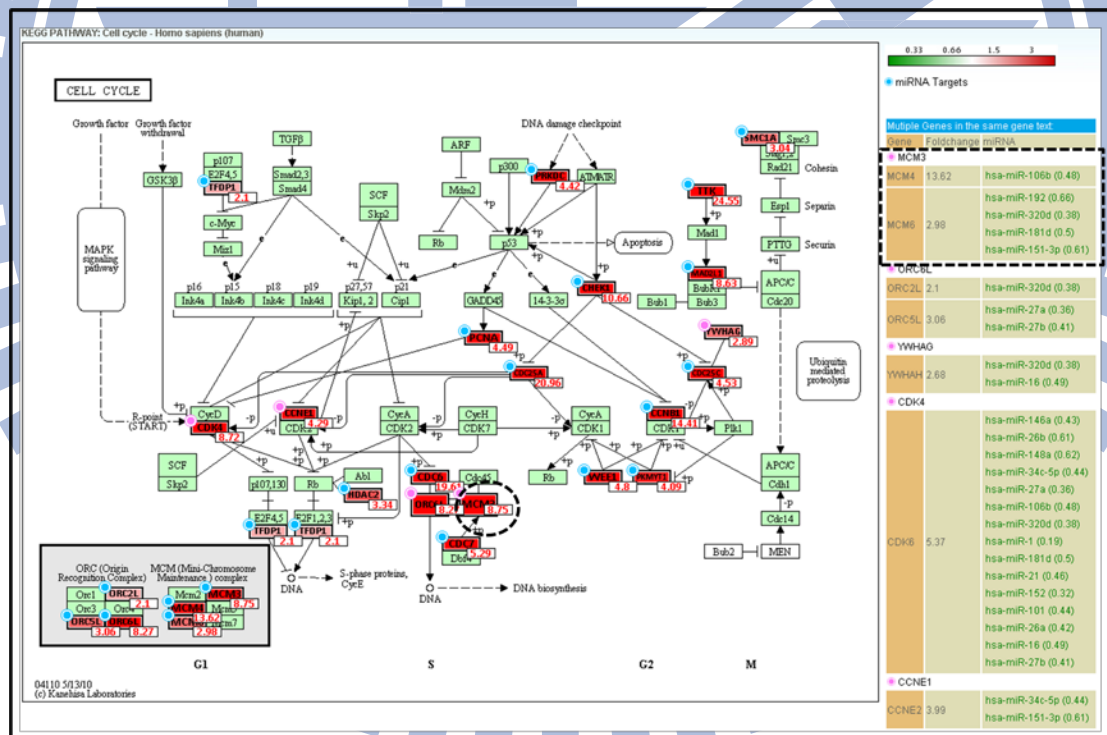 KEGG PATHWAY: Cell cycle - Homo sapiens (human)
CELL CYCLE
Growth factor
Growth factor
withdrawal
TGFβ
ARF
DNA damage checkpoint
SMC1A
Smc3
3.04
Cohesin
Rad21
p107
E2F4,5
TFDP1
2.1
GSK3β
Smad2,3
Smad4
SCF
Skp2
Mdm2
p300
PRKDC
4.42
ATM/ATR
TTK
24.55
Esp1
Separin
c-Myc
Miz1
Rb
p53
Apoptosis
Mad1
PTTG
Securin
MAPK
signaling
pathway
p16
p15
p18
p19
p27,57
p21
Ink4a
Ink4b
Ink4c
Ink4d
Kip1, 2
Cip1
GADD45
14-3-3σ
CHEK1
10.66
MAD2L1
8.63
BubR1
Bub1
Bub3
APC/C
Cdc20
PCNA
4.49
YWHAG
2.89
CDC25A
20.96
CDC25C
4.53
Ubiquitin
mediated
proteolysis
R-point
(START)
CycD
CDK4
8.72
CCNE1
4.29
CycA
CDK2
CycH
CDK7
CycA
CDK1
CCNB1
14.41
Plk1
SCF
Skp2
p107,130
Rb
Abl
HDAC2
3.34
CDC6
Cdc45
8.75
Rb
WEE1
4.8
PKMYT1
4.09
APC/C
Cdh1
E2F4,5
TFDP1
2.1
E2F1,2,3
TFDP1
2.1
CDC7
5.29
Dbf4
Cdc14
Bub2
MEN
DNA
S-phase proteins,
CycE
DNA
DNA biosynthesis
ORC (Origin
Recognition Complex)
MCM (Mini-Chromosome
Maintenance) complex
Orc1
ORC2L
2.1
Orc3
ORC5L
3.06
ORC6L
8.27
Mcm2
MCM3
8.75
MCM4
13.62
2.98
Mcm7
G1
S
G2
M
04110 5/13/10
(c) Kanehisa Laboratories
0.33 0.66 1.5 3
miRNA Targets
Mutiple Genes in the same gene text:
Gene Foldchange miRNA
MCM3
MCM4 13.62 hsa-miR-106b (0.48)
MCM6 2.98 hsa-miR-192 (0.66)
hsa-miR-320d (0.38)
hsa-miR-181d (0.5)
hsa-miR-151-3p (0.61)
ORC6L
ORC2L 2.1 hsa-miR-320d (0.38)
ORC5L 3.06 hsa-miR-27a (0.36)
hsa-miR-27b (0.41)
YWHAG
YWHAH 2.68 hsa-miR-320d (0.38)
hsa-miR-16 (0.49)
CDK4
CDK6 5.37 hsa-miR-146a (0.43)
hsa-miR-26b (0.61)
hsa-miR-148a (0.62)
hsa-miR-34c-5p (0.44)
hsa-miR-27a (0.36)
hsa-miR-106b (0.48)
hsa-miR-320d (0.38)
hsa-miR-1 (0.19)
hsa-miR-181d (0.5)
hsa-miR-21 (0.46)
hsa-miR-152 (0.32)
hsa-miR-101 (0.44)
hsa-miR-26a (0.42)
hsa-miR-16 (0.49)
hsa-miR-27b (0.41)
CCNE1
CCNE2 3.99 hsa-miR-34c-5p (0.44)
hsa-miR-151-3p (0.61)